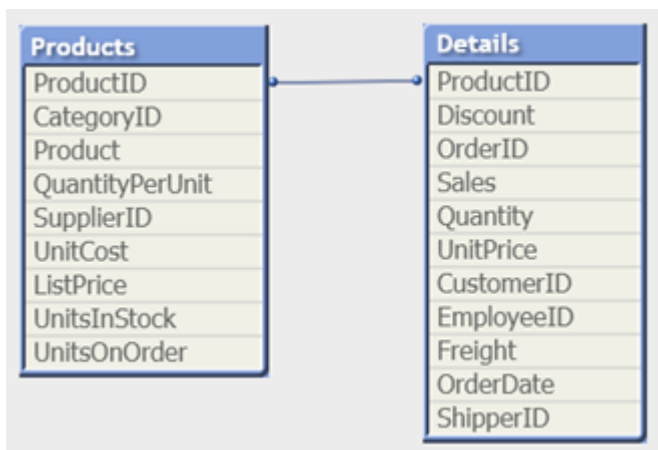 Products
ProductID
CategoryID
Product
QuantityPerUnit
SupplierID
UnitCost
ListPrice
UnitsInStock
UnitsOnOrder
Details
ProductID
Discount
OrderID
Sales
Quantity
UnitPrice
CustomerID
EmployeeID
Freight
OrderDate
ShipperID